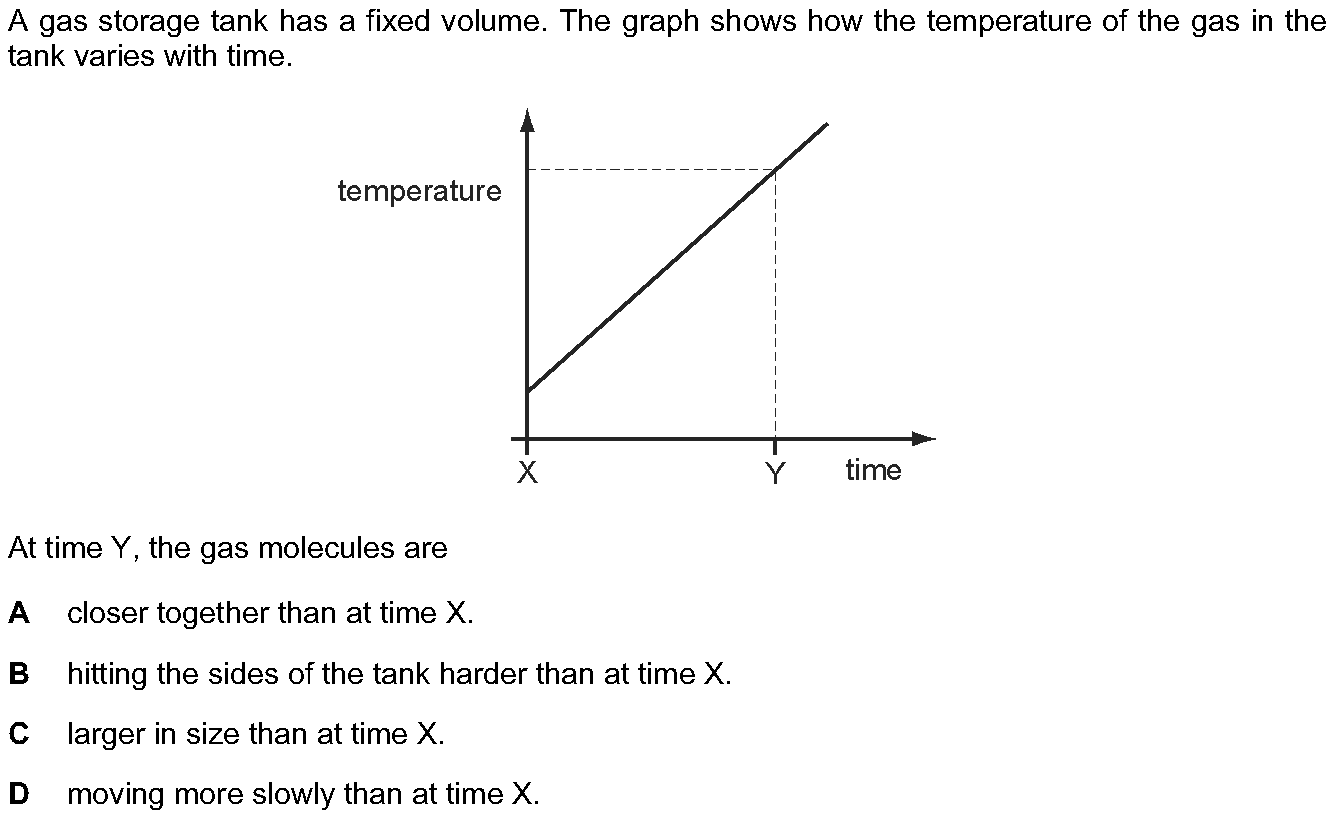 A gas storage tank has a fixed volume. The graph shows how the temperature of the gas in the
tank varies with time.
temperature
X
Y
time
At time Y, the gas molecules are
A closer together than at time X.
B hitting the sides of the tank harder than at time X.
C larger in size than at time X.
D moving more slowly than at time X.